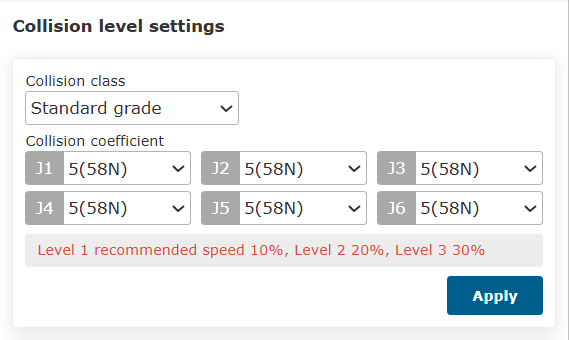 Collision level settings
Collision class
Standard grade
Collision coefficient
J1 5(58N) J2 5(58N) J3 5(58N)
J4 5(58N) J5 5(58N) J6 5(58N)
Level 1 recommended speed 10%, Level 2 20%, Level 3 30%
Apply